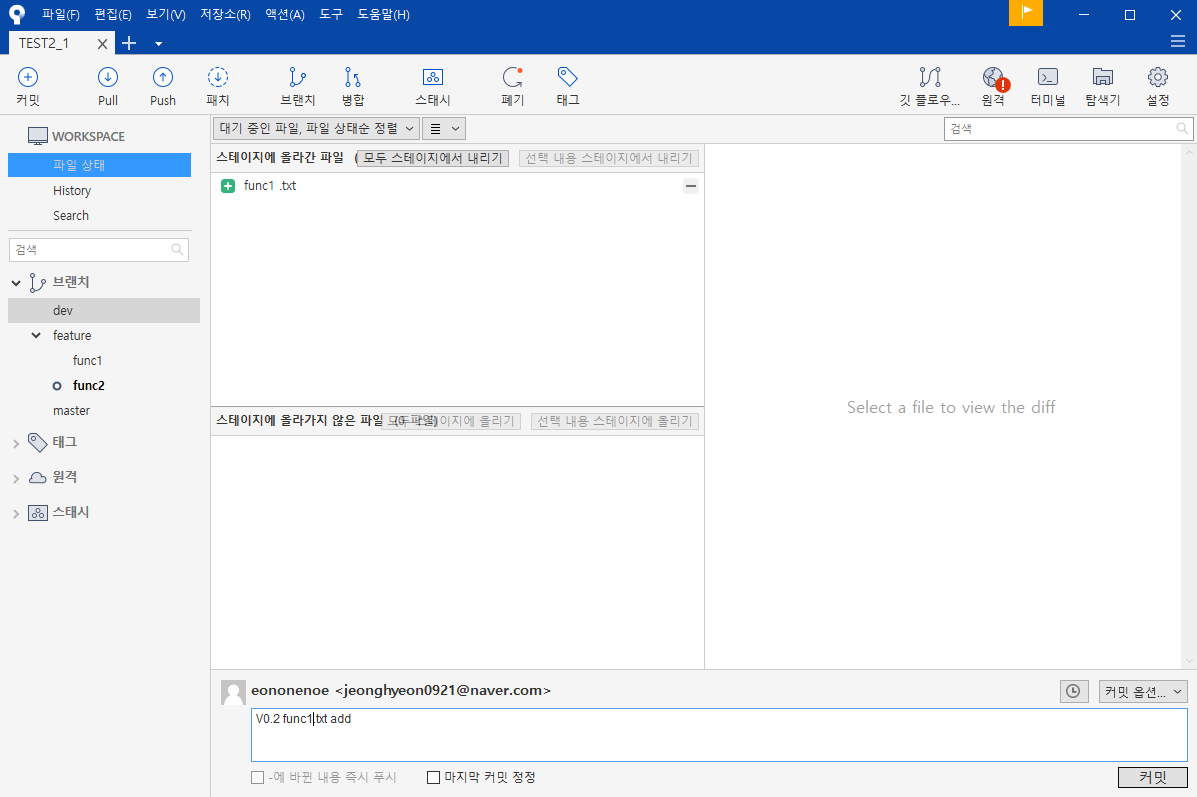 파일(F) 편집(E) 보기(V) 저장소(R) 액션(A) 도구 도움말(H)
TEST2_1
커밋 Pull Push 패치 브랜치 병합 스태시 폐기 태그 깃 플로우... 원격 터미널 탐색기 설정
WORKSPACE
파일 상태
History
Search
검색
브랜치
dev
feature
func1
func2
master
태그
원격
스태시
대기 중인 파일, 파일 상태순 정렬
검색
스테이지에 올라간 파일 ( 모두 스테이지에서 내리기 선택 내용 스테이지에서 내리기
func1 .txt
스테이지에 올라가지 않은 파일 (0 파일) 모두 스테이지에 올리기 선택 내용 스테이지에 올리기
Select a file to view the diff
eononenoe <jeonghyeon0921@naver.com>
커밋 옵션...
V0.2 func1.txt add
-에 바뀐 내용 즉시 푸시 마지막 커밋 정정
커밋